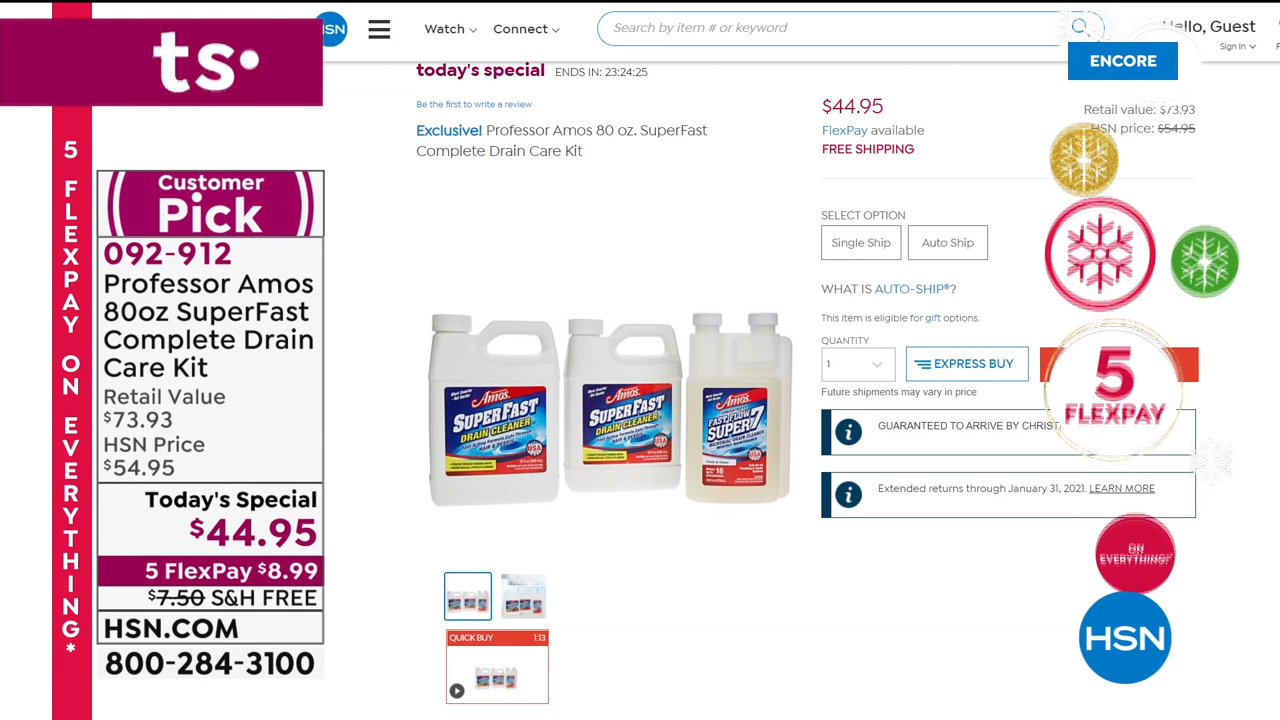 ts.
5 FLEXPAY ON EVERYTHING*
Customer
Pick
092-912
Professor Amos
80oz SuperFast
Complete Drain
Care Kit
Retail Value
$73.93
HSN Price
$54.95
Today's Special
$44.95
5 FlexPay $8.99
$7.50 S&H FREE
HSN.COM
800-284-3100
HSN
Watch
Connect
Search by item # or keyword
Hello, Guest
Sign In
ENCORE
today's special ENDS IN: 23:24:25
Be the first to write a review
Exclusive! Professor Amos 80 oz. SuperFast
Complete Drain Care Kit
$44.95
Retail value: $73.93
FlexPay available
HSN price: $54.95
FREE SHIPPING
SELECT OPTION
Single Ship
Auto Ship
WHAT IS AUTO-SHIP®?
This item is eligible for gift options.
QUANTITY
1
EXPRESS BUY
Future shipments may vary in price
GUARANTEED TO ARRIVE BY CHRIST
Extended returns through January 31, 2021. LEARN MORE
5
FLEXPAY
ON
EVERYTHING!*
HSN
Amos.
SUPERFAST
DRAIN CLEANER
Amos.
SUPERFAST
DRAIN CLEANER
Amos.
FAST FLOW
SUPER 7
QUICK BUY 1:13